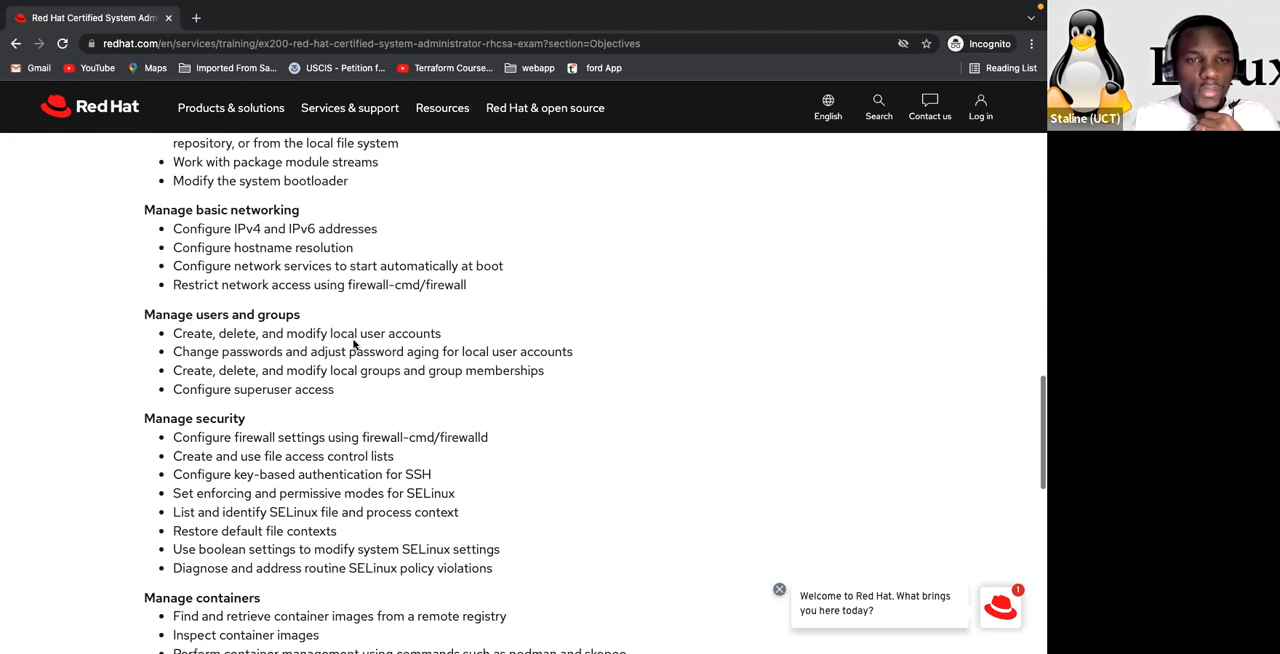 Red Hat Certified System Adm
redhat.com/en/services/training/ex200-red-hat-certified-system-administrator-rhcsa-exam?section=Objectives
Incognito
Gmail
YouTube
Maps
Imported From Sa...
USCIS - Petition f...
Terraform Course...
webapp
ford App
Reading List
Red Hat
Products & solutions
Services & support
Resources
Red Hat & open source
English
Search
Contact us
Log in
Staline (UCT)
repository, or from the local file system
• Work with package module streams
• Modify the system bootloader
Manage basic networking
• Configure IPv4 and IPv6 addresses
• Configure hostname resolution
• Configure network services to start automatically at boot
• Restrict network access using firewall-cmd/firewall
Manage users and groups
• Create, delete, and modify local user accounts
• Change passwords and adjust password aging for local user accounts
• Create, delete, and modify local groups and group memberships
• Configure superuser access
Manage security
• Configure firewall settings using firewall-cmd/firewalld
• Create and use file access control lists
• Configure key-based authentication for SSH
• Set enforcing and permissive modes for SELinux
• List and identify SELinux file and process context
• Restore default file contexts
• Use boolean settings to modify system SELinux settings
• Diagnose and address routine SELinux policy violations
Manage containers
• Find and retrieve container images from a remote registry
• Inspect container images
• Perform container management using commands such as podman and skopeo
Welcome to Red Hat. What brings
you here today?
1